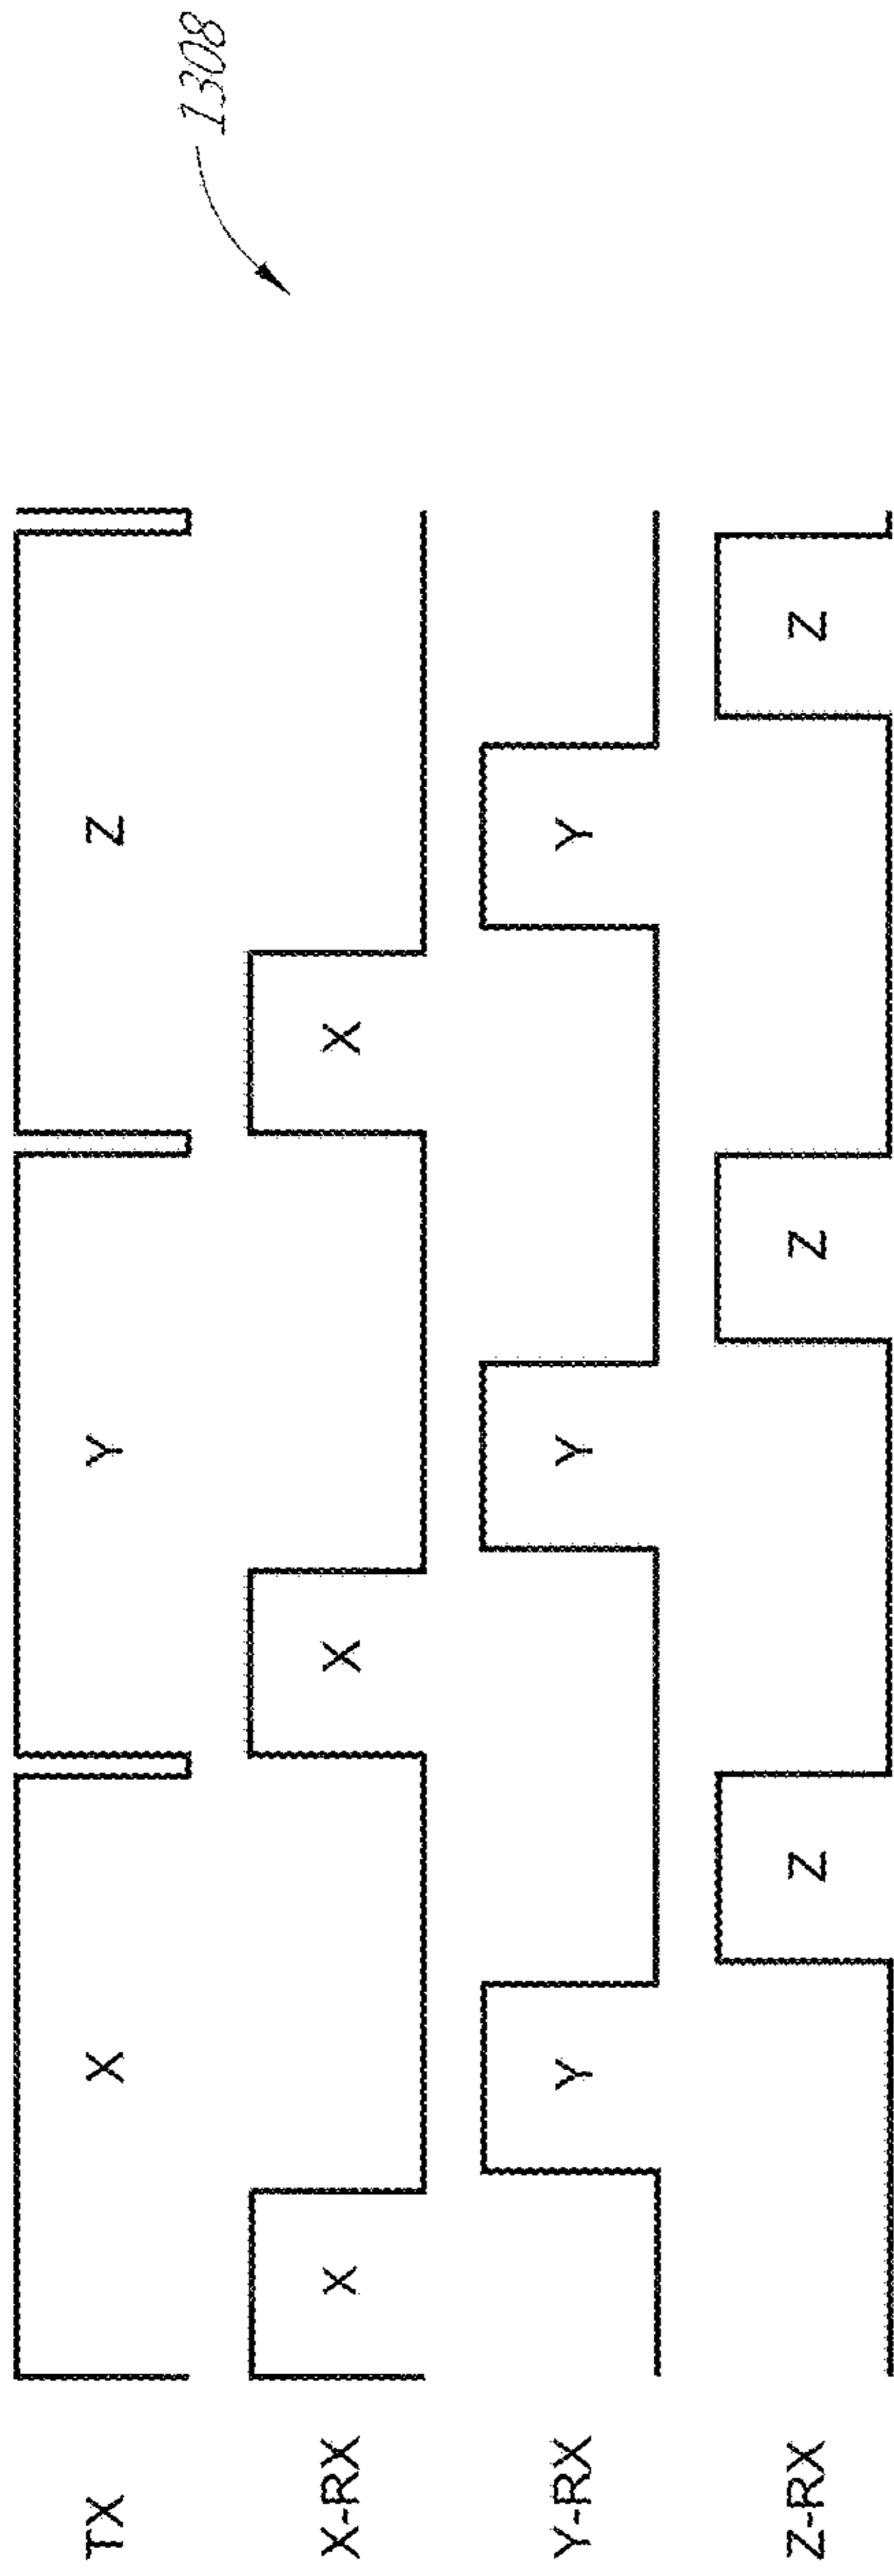 1308
TX X Y Z
X-RX X X X
Y-RX Y Y Y
Z-RX Z Z Z